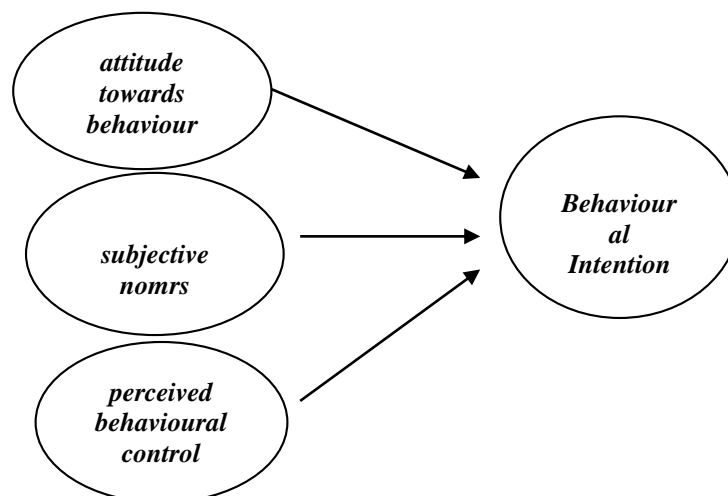 attitude
towards
behaviour
subjective
nomrs
perceived
behavioural
control
Behaviour
al
Intention